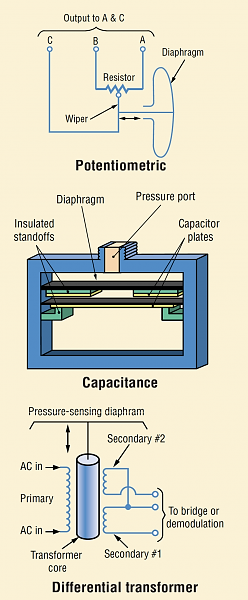 Output to A & C
C
B
A
Diaphragm
Resistor
Wiper
Potentiometric
Diaphragm
Pressure port
Insulated
standoffs
Capacitor
plates
Capacitance
Pressure-sensing diaphram
Secondary #2
AC in
Primary
AC in
To bridge or
demodulation
Transformer
core
Secondary #1
Differential transformer